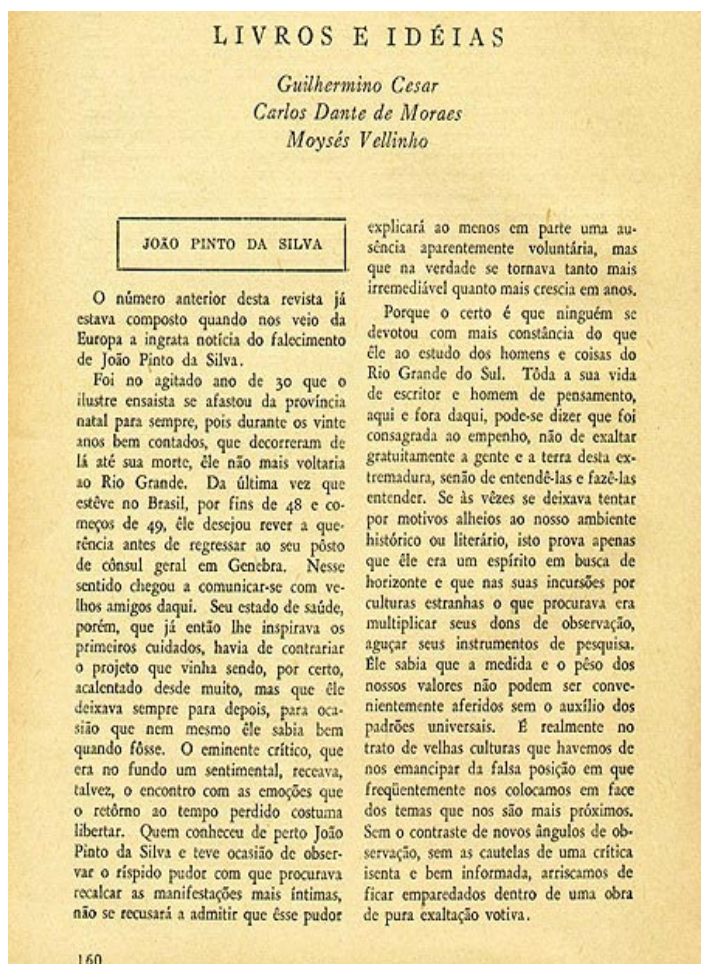 LIVROS E IDÉIAS
Guilhermino Cesar
Carlos Dante de Moraes
Moysés Vellinho
JOÃO PINTO DA SILVA
O número anterior desta revista já
estava composto quando nos veio da
Europa a ingrata notícia do falecimento
de João Pinto da Silva.
Foi no agitado ano de 30 que o
ilustre ensaista se afastou da província
natal para sempre, pois durante os vinte
anos bem contados, que decorreram de
lá até sua morte, êle não mais voltaria
ao Rio Grande. Da última vez que
estêve no Brasil, por fins de 48 e co-
meços de 49, êle desejou rever a que-
rência antes de regressar ao seu pôsto
de cônsul geral em Genebra. Nesse
sentido chegou a comunicar-se com ve-
lhos amigos daqui. Seu estado de saúde,
porém, que já então lhe inspirava os
primeiros cuidados, havia de contrariar
o projeto que vinha sendo, por certo,
acalentado desde muito, mas que êle
deixava sempre para depois, para oca-
sião que nem mesmo êle sabia bem
quando fôsse. O eminente crítico, que
era no fundo um sentimental, receava,
talvez, o encontro com as emoções que
o retôrno ao tempo perdido costuma
libertar. Quem conheceu de perto João
Pinto da Silva e teve ocasião de obser-
var o ríspido pudor com que procurava
recalcar as manifestações mais íntimas,
não se recusará a admitir que êsse pudor
explicará ao menos em parte uma au-
sência aparentemente voluntária, mas
que na verdade se tornava tanto mais
irremediável quanto mais crescia em anos.
Porque o certo é que ninguém se
devotou com mais constância do que
êle ao estudo dos homens e coisas do
Rio Grande do Sul. Tôda a sua vida
de escritor e homem de pensamento,
aqui e fora daqui, pode-se dizer que foi
consagrada ao empenho, não de exaltar
gratuitamente a gente e a terra desta ex-
tremadura, senão de entendê-las e fazê-las
entender. Se às vêzes se deixava tentar
por motivos alheios ao nosso ambiente
histórico ou literário, isto prova apenas
que êle era um espírito em busca de
horizonte e que nas suas incursões por
culturas estranhas o que procurava era
multiplicar seus dons de observação,
aguçar seus instrumentos de pesquisa.
Êle sabia que a medida e o pêso dos
nossos valores não podem ser conve-
nientemente aferidos sem o auxílio dos
padrões universais. É realmente no
trato de velhas culturas que havemos de
nos emancipar da falsa posição em que
freqüentemente nos colocamos em face
dos temas que nos são mais próximos.
Sem o contraste de novos ângulos de ob-
servação, sem as cautelas de uma crítica
isenta e bem informada, arriscamos de
ficar emparedados dentro de uma obra
de pura exaltação votiva.
160